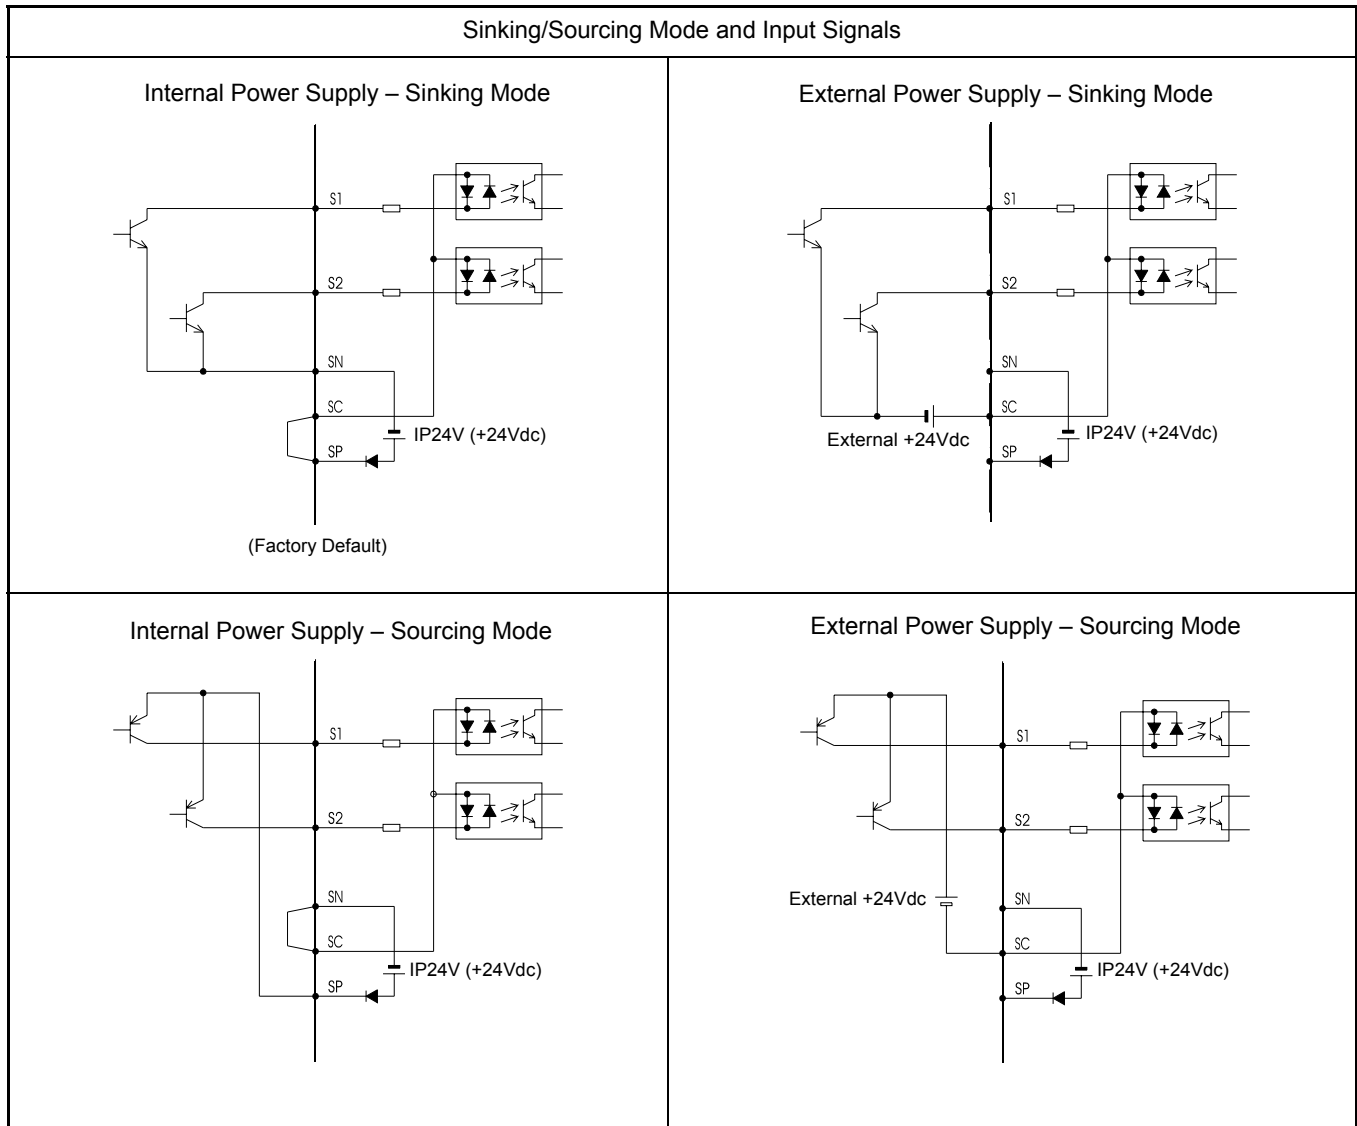 Sinking/Sourcing Mode and Input Signals
Internal Power Supply – Sinking Mode
S1
S2
SN
SC
IP24V (+24Vdc)
SP
(Factory Default)
External Power Supply – Sinking Mode
S1
S2
SN
SC
External +24Vdc
IP24V (+24Vdc)
SP
Internal Power Supply – Sourcing Mode
S1
S2
SN
SC
IP24V (+24Vdc)
SP
External Power Supply – Sourcing Mode
S1
S2
External +24Vdc
SN
SC
IP24V (+24Vdc)
SP